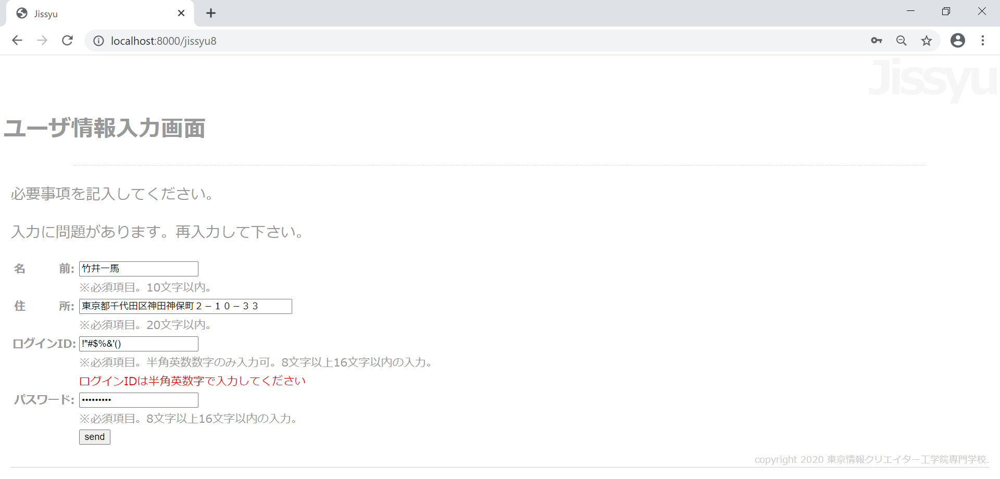 Jissyu
localhost:8000/jissyu8
Jissyu
ユーザ情報入力画面
必要事項を記入してください。
入力に問題があります。再入力して下さい。
名 前: 竹井一馬
※必須項目。10文字以内。
住 所: 東京都千代田区神田神保町２－１０－３３
※必須項目。20文字以内。
ログインID: !"#$%&'()
※必須項目。半角英数数字のみ入力可。8文字以上16文字以内の入力。
ログインIDは半角英数字で入力してください
パスワード: •••••••••
※必須項目。8文字以上16文字以内の入力。
send
copyright 2020 東京情報クリエイター工学院専門学校.